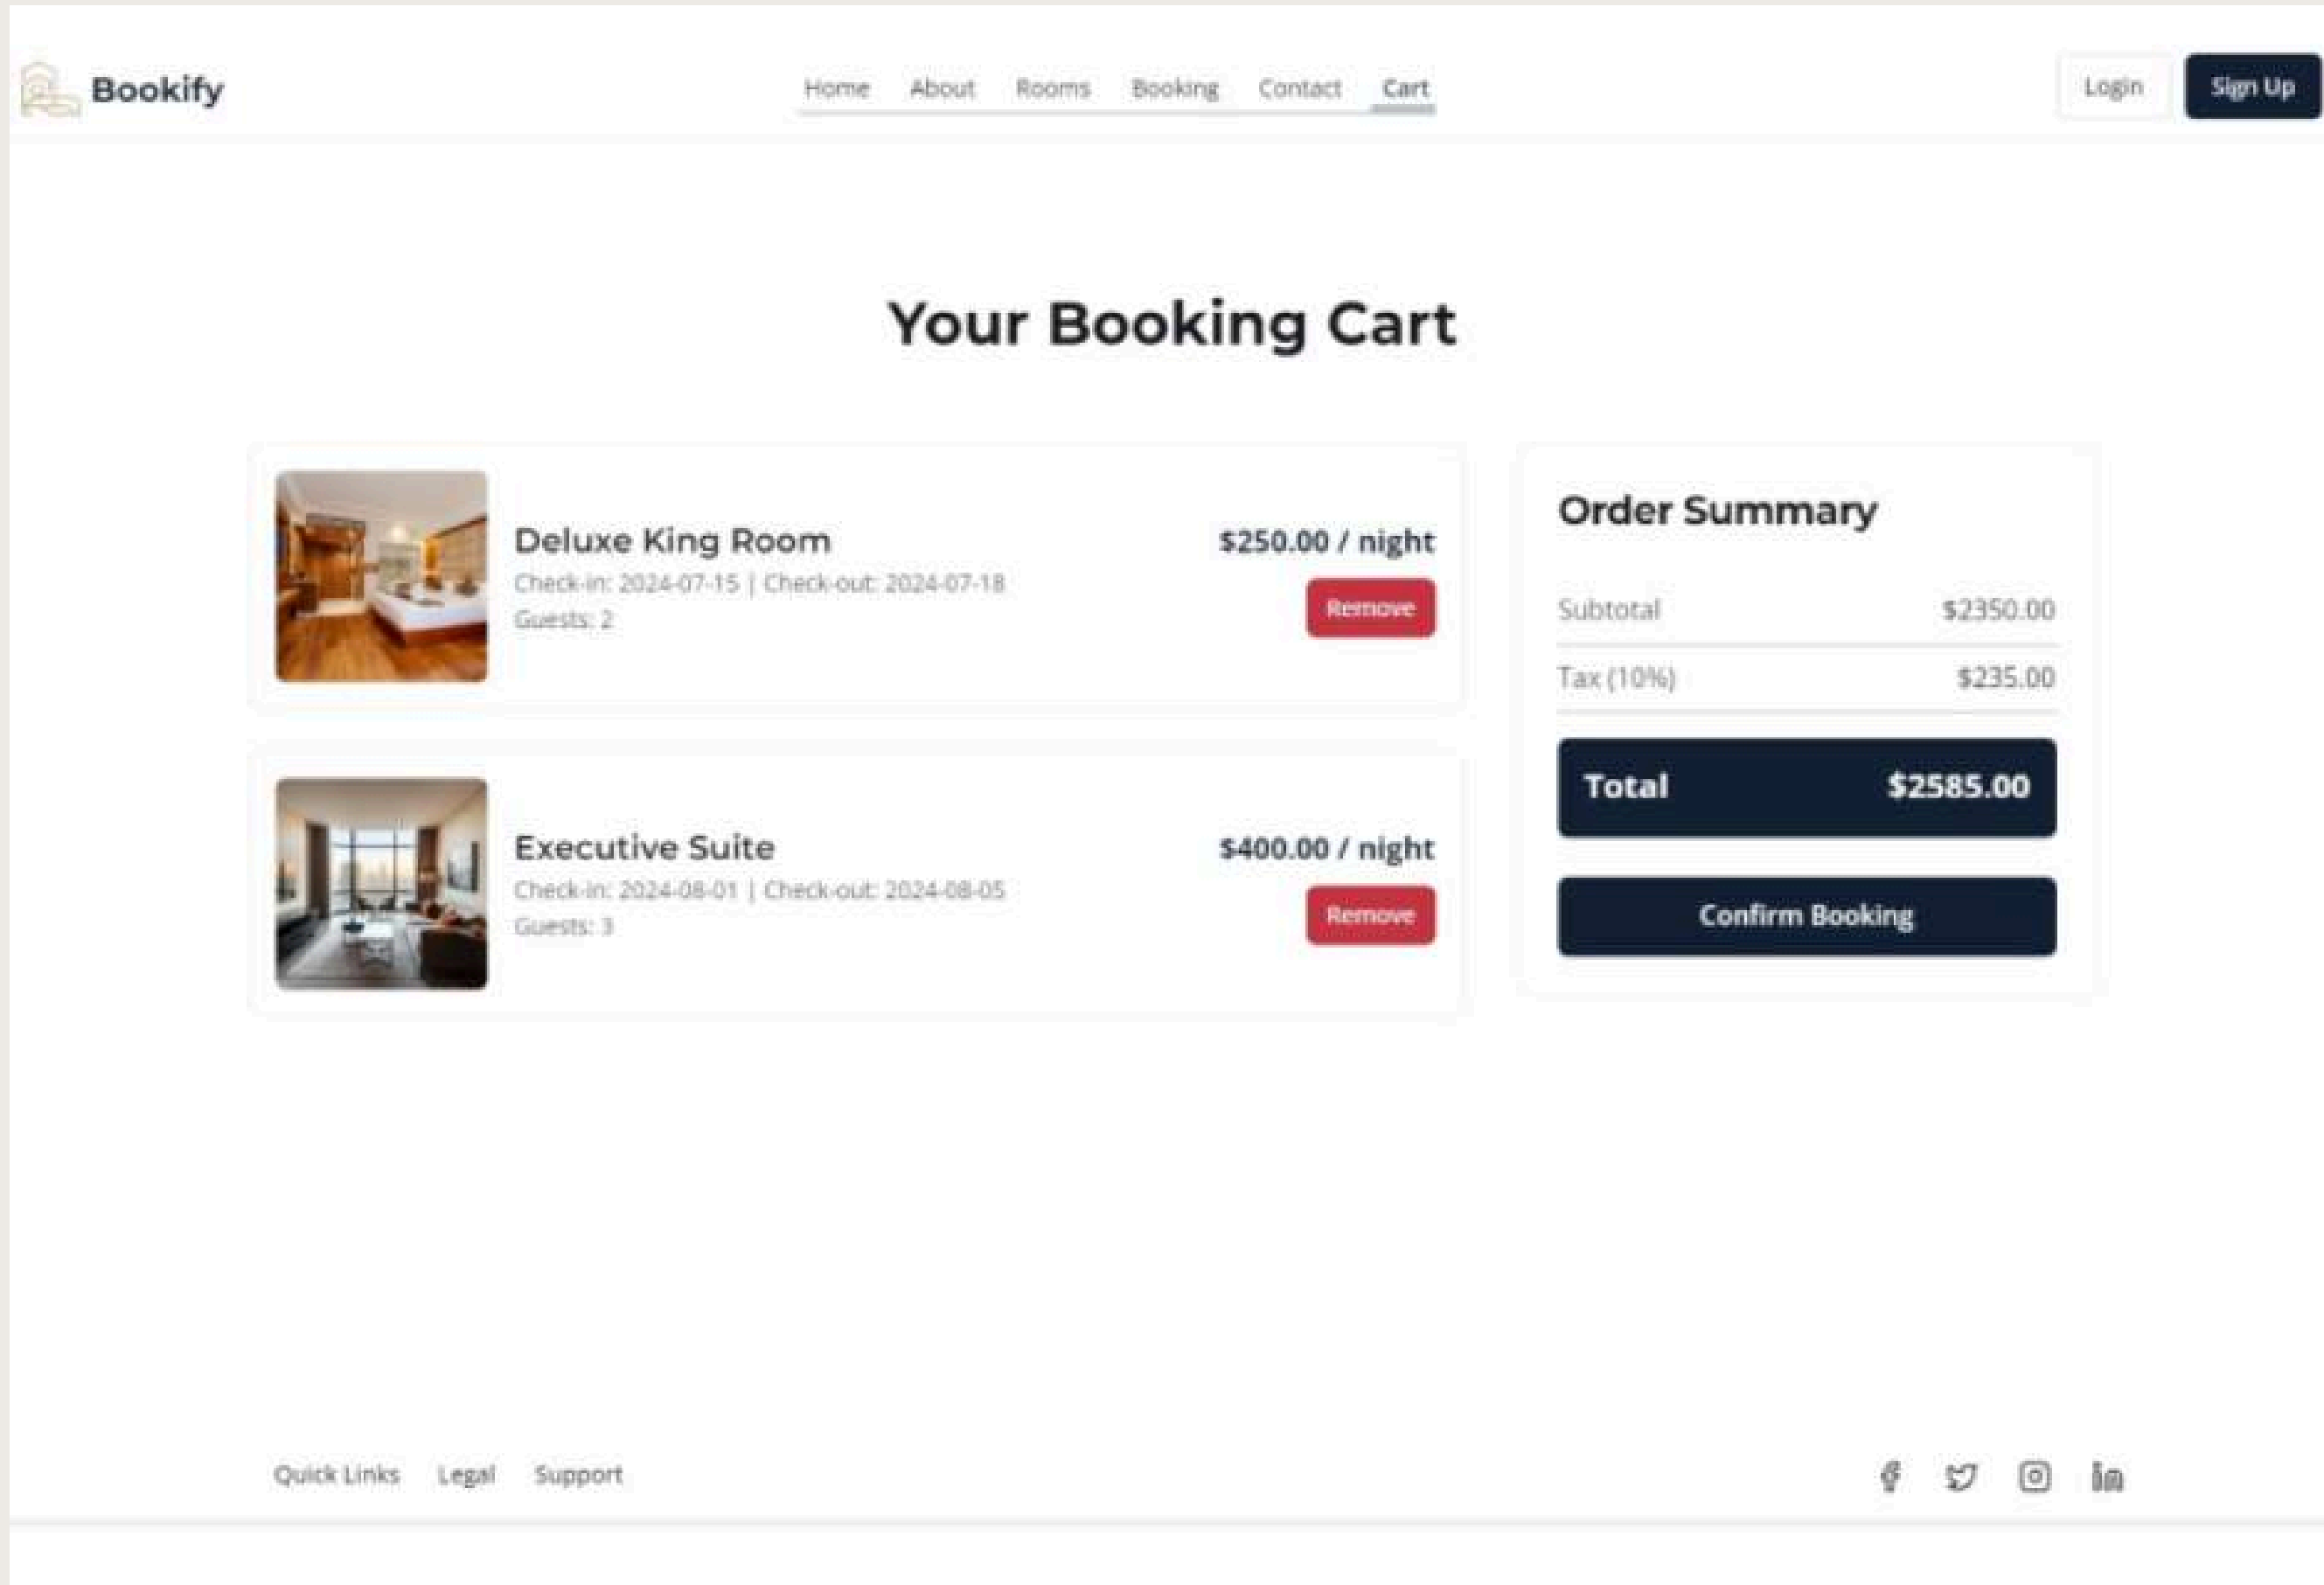 Bookify
Home About Rooms Booking Contact Cart
Login Sign Up
Your Booking Cart
Deluxe King Room
Check-in: 2024-07-15 | Check-out: 2024-07-18
Guests: 2
$250.00 / night
Remove
Executive Suite
Check-in: 2024-08-01 | Check-out: 2024-08-05
Guests: 3
$400.00 / night
Remove
Order Summary
Subtotal $2350.00
Tax (10%) $235.00
Total $2585.00
Confirm Booking
Quick Links Legal Support